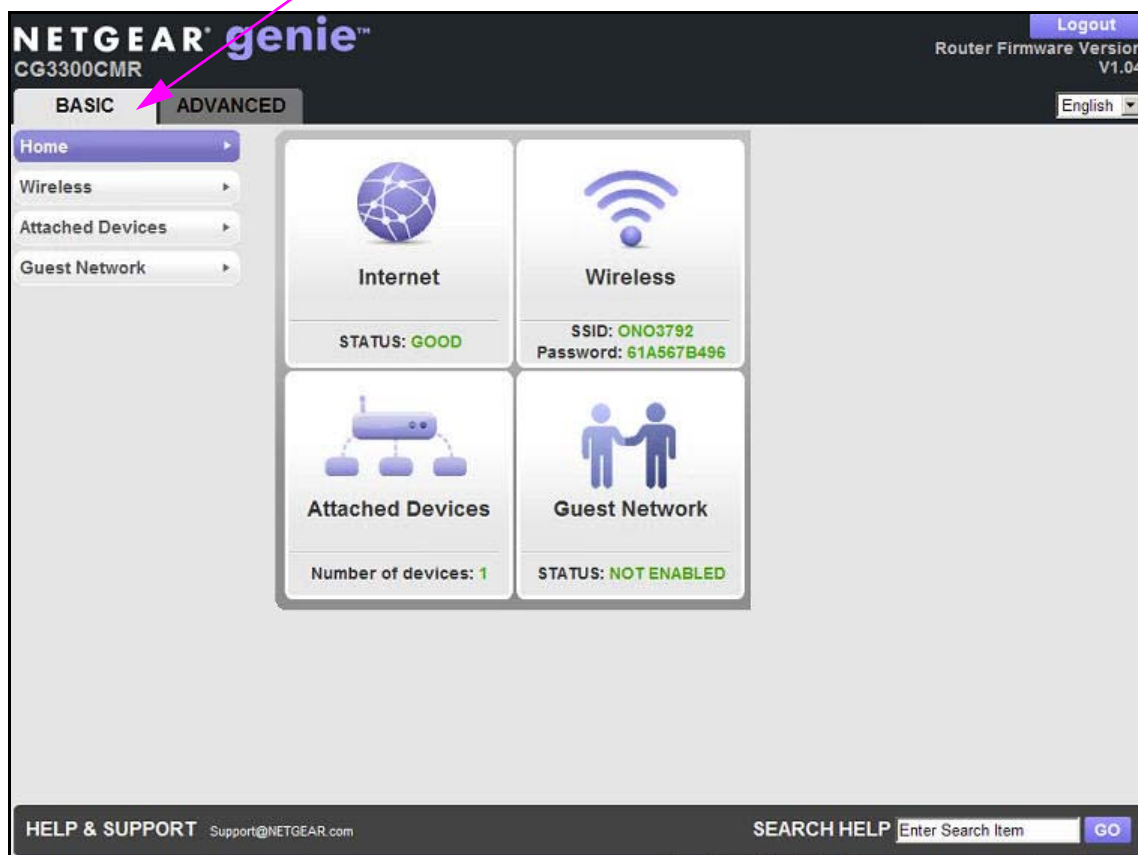 NETGEAR® genie™
Logout
Router Firmware Version
V1.04
CG3300CMR
BASIC
ADVANCED
English
Home
Wireless
Attached Devices
Guest Network
Internet
STATUS: GOOD
Wireless
SSID: ONO3792
Password: 61A567B496
Attached Devices
Number of devices: 1
Guest Network
STATUS: NOT ENABLED
HELP & SUPPORT Support@NETGEAR.com
SEARCH HELP Enter Search Item GO